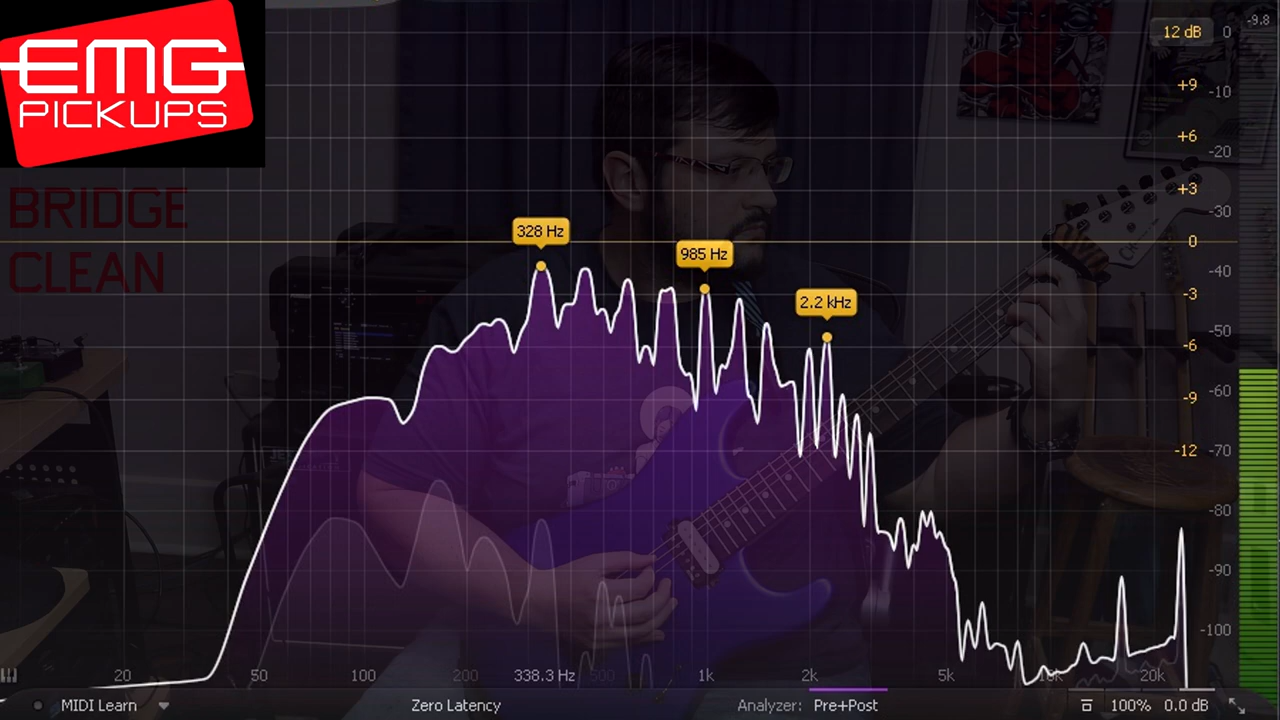 EMG
PICKUPS
BRIDGE
CLEAN
12 dB 0 -9.8
+9 -10
+6 -20
+3 -30
0 -40
-3 -50
-6 -60
-9
-12 -70
-80
-90
-100
328 Hz
985 Hz
2.2 kHz
20 50 100 200 338.3 Hz 500 1k 2k 5k 10k 20k
MIDI Learn Zero Latency Analyzer: Pre+Post 100% 0.0 dB